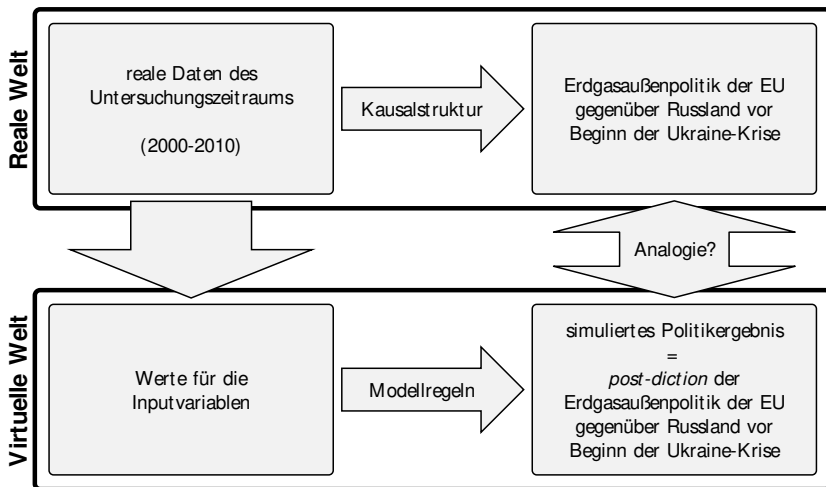 Reale Welt
reale Daten des
Untersuchungszeitraums
(2000-2010)
Kausalstruktur
Erdgasaußenpolitik der EU
gegenüber Russland vor
Beginn der Ukraine-Krise
Analogie?
Virtuelle Welt
Werte für die
Inputvariablen
Modellregeln
simuliertes Politikergebnis
=
post-diction der
Erdgasaußenpolitik der EU
gegenüber Russland vor
Beginn der Ukraine-Krise